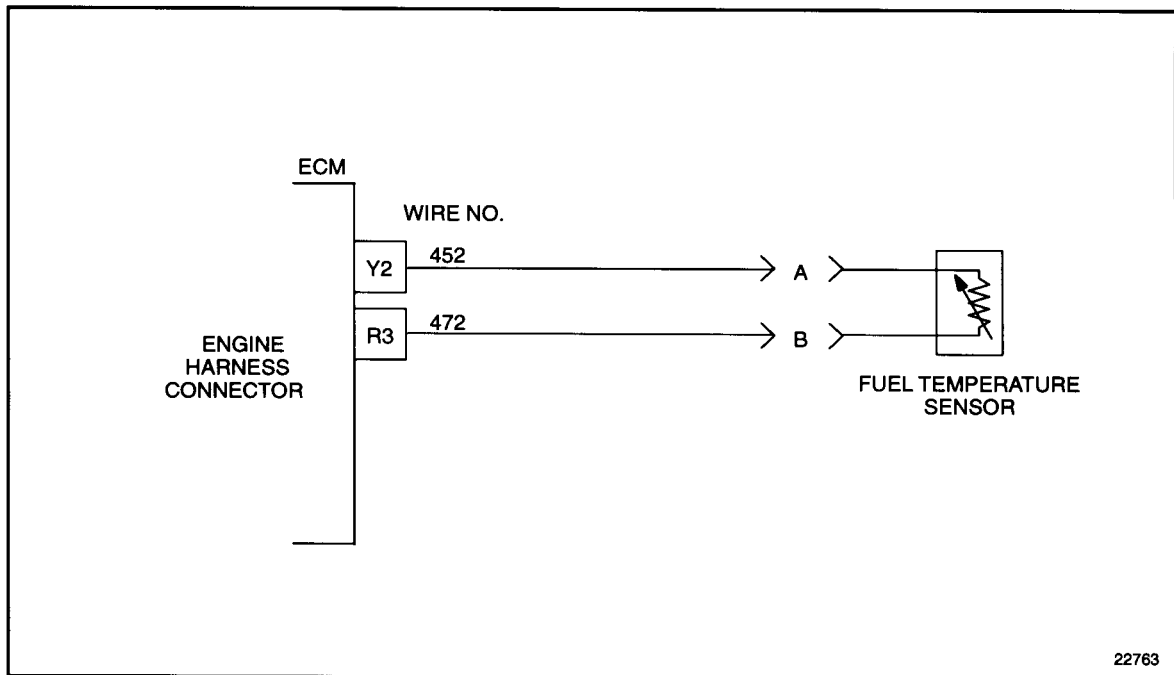 ECM
WIRE NO.
Y2
452
A
R3
472
B
ENGINE
HARNESS
CONNECTOR
FUEL TEMPERATURE
SENSOR
22763